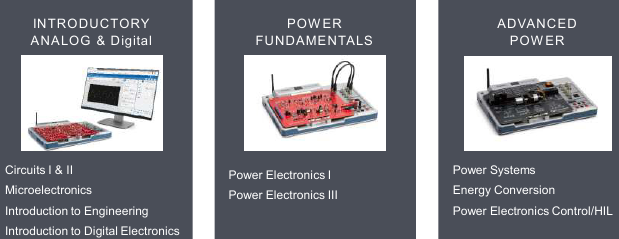 INTRODUCTORY
ANALOG & Digital
Circuits I & II
Microelectronics
Introduction to Engineering
Introduction to Digital Electronics
POWER
FUNDAMENTALS
Power Electronics I
Power Electronics III
ADVANCED
POWER
Power Systems
Energy Conversion
Power Electronics Control/HIL